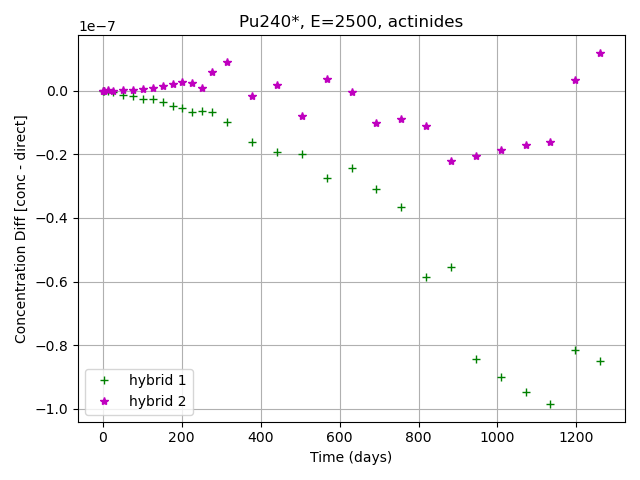 Pu240*, E=2500, actinides
1e−7
Concentration Diff [conc - direct]
0.0
−0.2
−0.4
−0.6
−0.8
−1.0
hybrid 1
hybrid 2
0 200 400 600 800 1000 1200
Time (days)